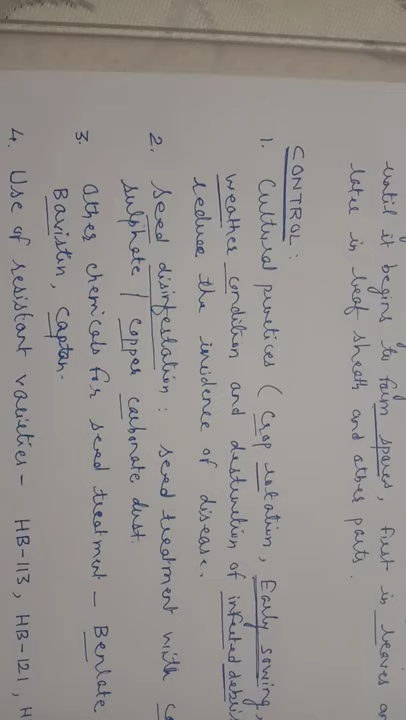 until it begins to form spores, first in leaves an
later in leaf sheath and other parts.
CONTROL:
1. Cultural practices (Crop rotation, Early sowing,
weather condition and destruction of infected debri
reduce the incidence of disease.
2. Seed disinfestation: seed treatment with co
sulphate / Copper carbonate dust.
3. Other chemicals for seed treatment - Benlate
Bavistin, Captan.
4. Use of resistant varieties - HB-113, HB-121, H